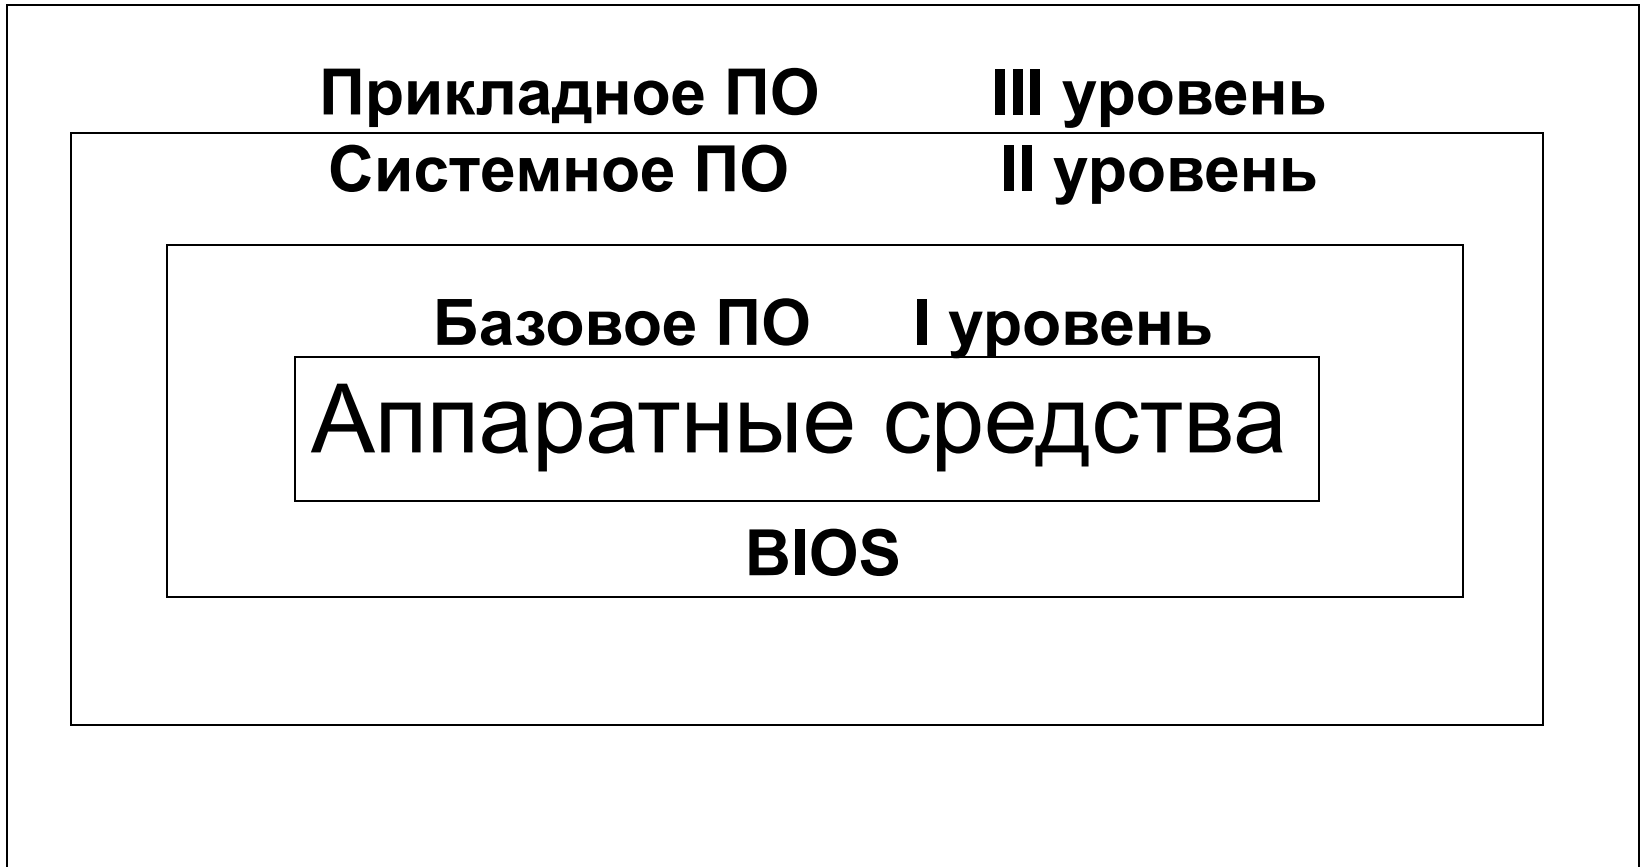 Прикладное ПО III уровень
Системное ПО II уровень
Базовое ПО I уровень
Аппаратные средства
BIOS